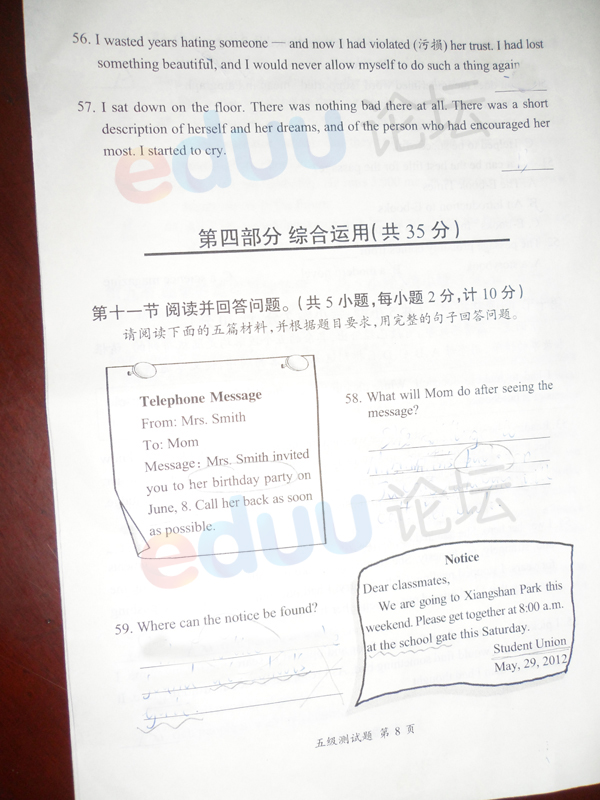 56. I wasted years hating someone — and now I had violated (污损) her trust. I had lost
something beautiful, and I would never allow myself to do such a thing again
57. I sat down on the floor. There was nothing bad there at all. There was a short
description of herself and her dreams, and of the person who had encouraged her
most. I started to cry.
eduu 论坛
第四部分 综合运用(共 35 分)
第十一节 阅读并回答问题。(共 5 小题,每小题 2 分,计 10 分)
请阅读下面的五篇材料,并根据题目要求,用完整的句子回答问题。
Telephone Message
From: Mrs. Smith
To: Mom
Message: Mrs. Smith invited
you to her birthday party on
June, 8. Call her back as soon
as possible.
58. What will Mom do after seeing the
message?
eduu 论坛
59. Where can the notice be found?
Notice
Dear classmates,
We are going to Xiangshan Park this
weekend. Please get together at 8:00 a.m.
at the school gate this Saturday.
Student Union
May, 29, 2012
五级测试题 第 8 页